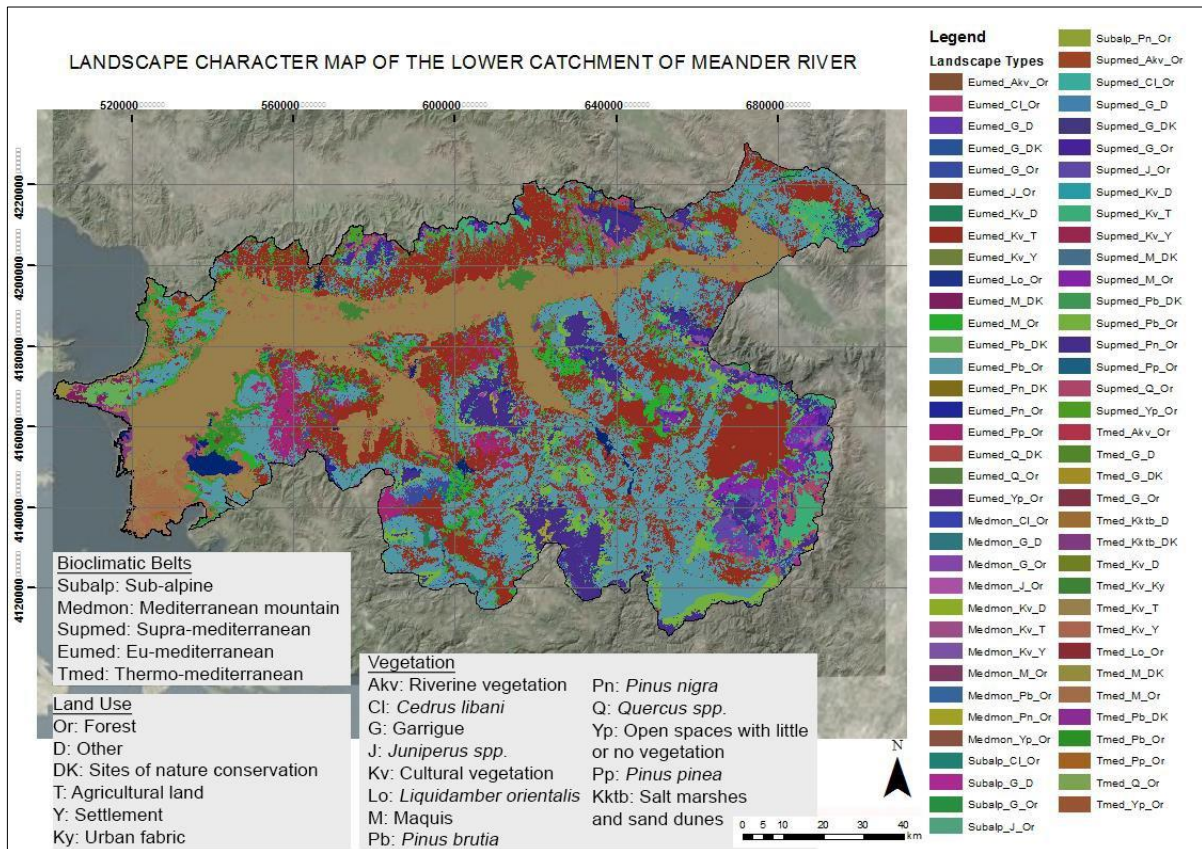 LANDSCAPE CHARACTER MAP OF THE LOWER CATCHMENT OF MEANDER RIVER
520000 560000 600000 640000 680000
4220000
4200000
4180000
4160000
4140000
4120000
Bioclimatic Belts
Subalp: Sub-alpine
Medmon: Mediterranean mountain
Supmed: Supra-mediterranean
Eumed: Eu-mediterranean
Tmed: Thermo-mediterranean
Land Use
Or: Forest
D: Other
DK: Sites of nature conservation
T: Agricultural land
Y: Settlement
Ky: Urban fabric
Vegetation
Akv: Riverine vegetation
Cl: Cedrus libani
G: Garrigue
J: Juniperus spp.
Kv: Cultural vegetation
Lo: Liquidamber orientalis
M: Maquis
Pb: Pinus brutia
Pn: Pinus nigra
Q: Quercus spp.
Yp: Open spaces with little
or no vegetation
Pp: Pinus pinea
Kktb: Salt marshes
and sand dunes
N
0 5 10 20 30 40
km
Legend
Landscape Types
Eumed_Akv_Or
Eumed_Cl_Or
Eumed_G_D
Eumed_G_DK
Eumed_G_Or
Eumed_J_Or
Eumed_Kv_D
Eumed_Kv_T
Eumed_Kv_Y
Eumed_Lo_Or
Eumed_M_DK
Eumed_M_Or
Eumed_Pb_DK
Eumed_Pb_Or
Eumed_Pn_DK
Eumed_Pn_Or
Eumed_Pp_Or
Eumed_Q_DK
Eumed_Q_Or
Eumed_Yp_Or
Medmon_Cl_Or
Medmon_G_D
Medmon_G_Or
Medmon_J_Or
Medmon_Kv_D
Medmon_Kv_T
Medmon_Kv_Y
Medmon_M_Or
Medmon_Pb_Or
Medmon_Pn_Or
Medmon_Yp_Or
Subalp_Cl_Or
Subalp_G_D
Subalp_G_Or
Subalp_J_Or
Subalp_Pn_Or
Supmed_Akv_Or
Supmed_Cl_Or
Supmed_G_D
Supmed_G_DK
Supmed_G_Or
Supmed_J_Or
Supmed_Kv_D
Supmed_Kv_T
Supmed_Kv_Y
Supmed_M_DK
Supmed_M_Or
Supmed_Pb_DK
Supmed_Pb_Or
Supmed_Pn_Or
Supmed_Pp_Or
Supmed_Q_Or
Supmed_Yp_Or
Tmed_Akv_Or
Tmed_G_D
Tmed_G_DK
Tmed_G_Or
Tmed_Kktb_D
Tmed_Kktb_DK
Tmed_Kv_D
Tmed_Kv_Ky
Tmed_Kv_T
Tmed_Kv_Y
Tmed_Lo_Or
Tmed_M_DK
Tmed_M_Or
Tmed_Pb_DK
Tmed_Pb_Or
Tmed_Pp_Or
Tmed_Q_Or
Tmed_Yp_Or